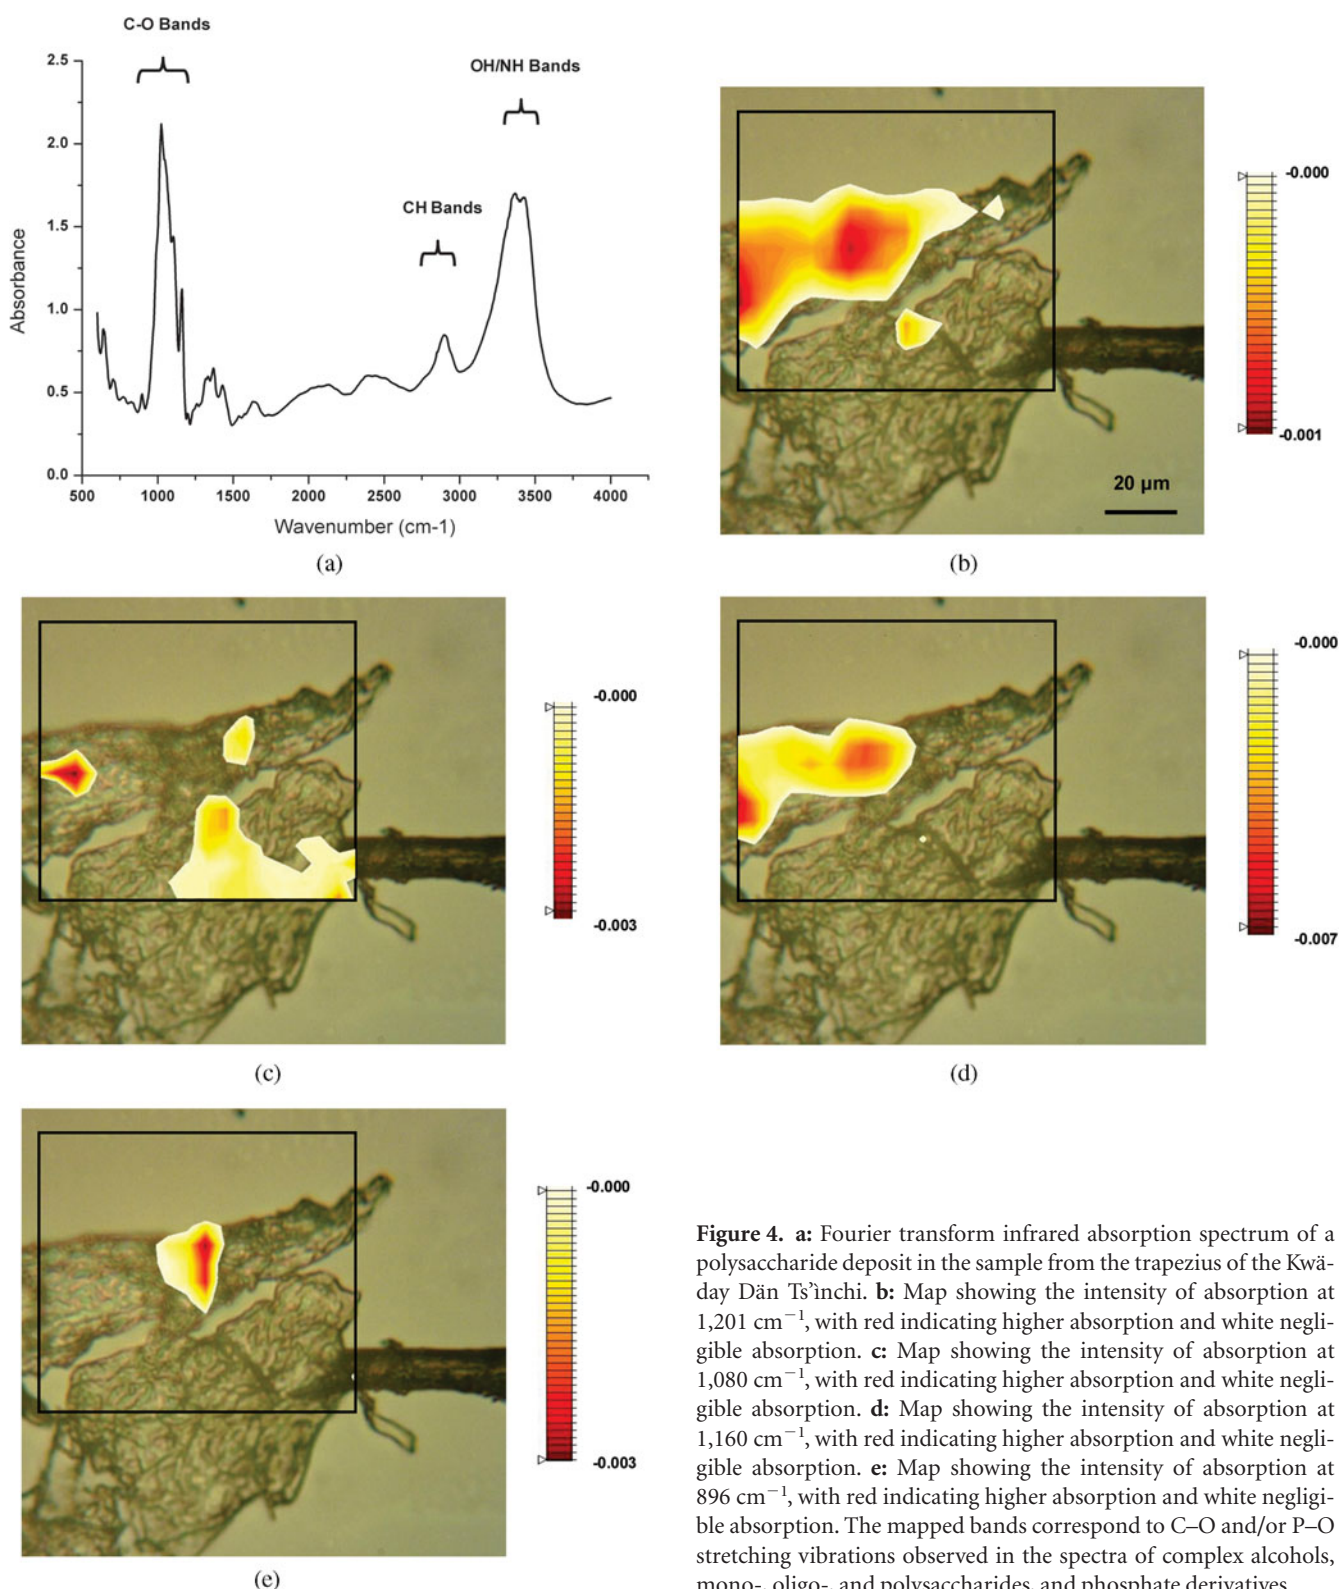 C-O Bands
OH/NH Bands
CH Bands
2.5
2.0
1.5
1.0
0.5
0.0
Absorbance
500 1000 1500 2000 2500 3000 3500 4000
Wavenumber (cm-1)
(a)
-0.000
-0.001
20 µm
(b)
-0.000
-0.003
(c)
-0.000
-0.007
(d)
-0.000
-0.003
(e)
Figure 4. a: Fourier transform infrared absorption spectrum of a
polysaccharide deposit in the sample from the trapezius of the Kwä-
day Dän Ts’ìnchi. b: Map showing the intensity of absorption at
1,201 cm⁻¹, with red indicating higher absorption and white negli-
gible absorption. c: Map showing the intensity of absorption at
1,080 cm⁻¹, with red indicating higher absorption and white negli-
gible absorption. d: Map showing the intensity of absorption at
1,160 cm⁻¹, with red indicating higher absorption and white negli-
gible absorption. e: Map showing the intensity of absorption at
896 cm⁻¹, with red indicating higher absorption and white negligi-
ble absorption. The mapped bands correspond to C–O and/or P–O
stretching vibrations observed in the spectra of complex alcohols,
mono-, oligo-, and polysaccharides, and phosphate derivatives.